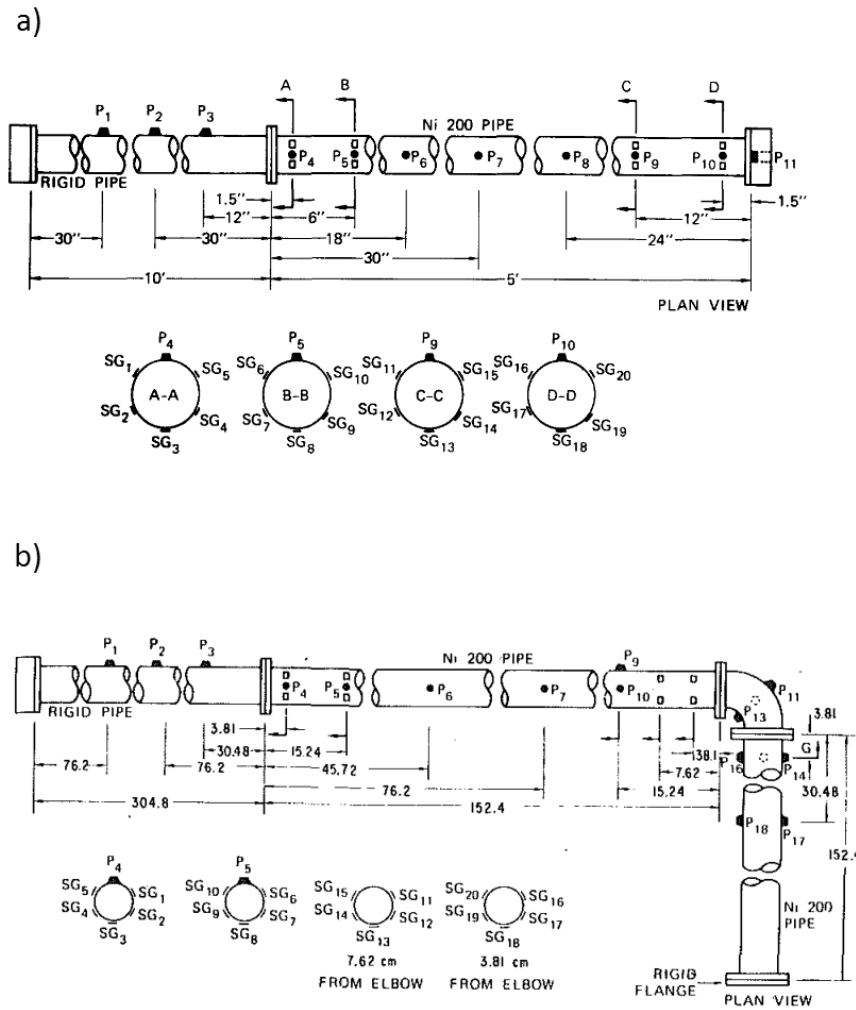 a)
A B C D
P1 P2 P3 Ni 200 PIPE
P4 P5 P6 P7 P8 P9 P10 P11
RIGID PIPE
1.5" 1.5"
12" 6" 12"
30" 30" 18" 24"
30"
10' 5'
PLAN VIEW
P4 P5 P9 P10
SG1 SG5 SG6 SG10 SG11 SG15 SG16 SG20
A-A B-B C-C D-D
SG2 SG4 SG7 SG9 SG12 SG14 SG17 SG19
SG3 SG8 SG13 SG18
b)
P1 P2 P3 Ni 200 PIPE P9
P4 P5 P6 P7 P10 P11
RIGID PIPE P13 3.81
3.81 P16 G P14
30.48 15.24 138.1
76.2 76.2 45.72 7.62 30.48
76.2 15.24
304.8 152.4 P18 P17
152.4
P4 P5
SG5 SG1 SG10 SG6 SG15 SG11 SG20 SG16
SG4 SG2 SG9 SG7 SG14 SG12 SG19 SG17
SG3 SG8 SG13 SG18
Ni 200
PIPE
7.62 cm 3.81 cm
FROM ELBOW FROM ELBOW
RIGID
FLANGE
PLAN VIEW